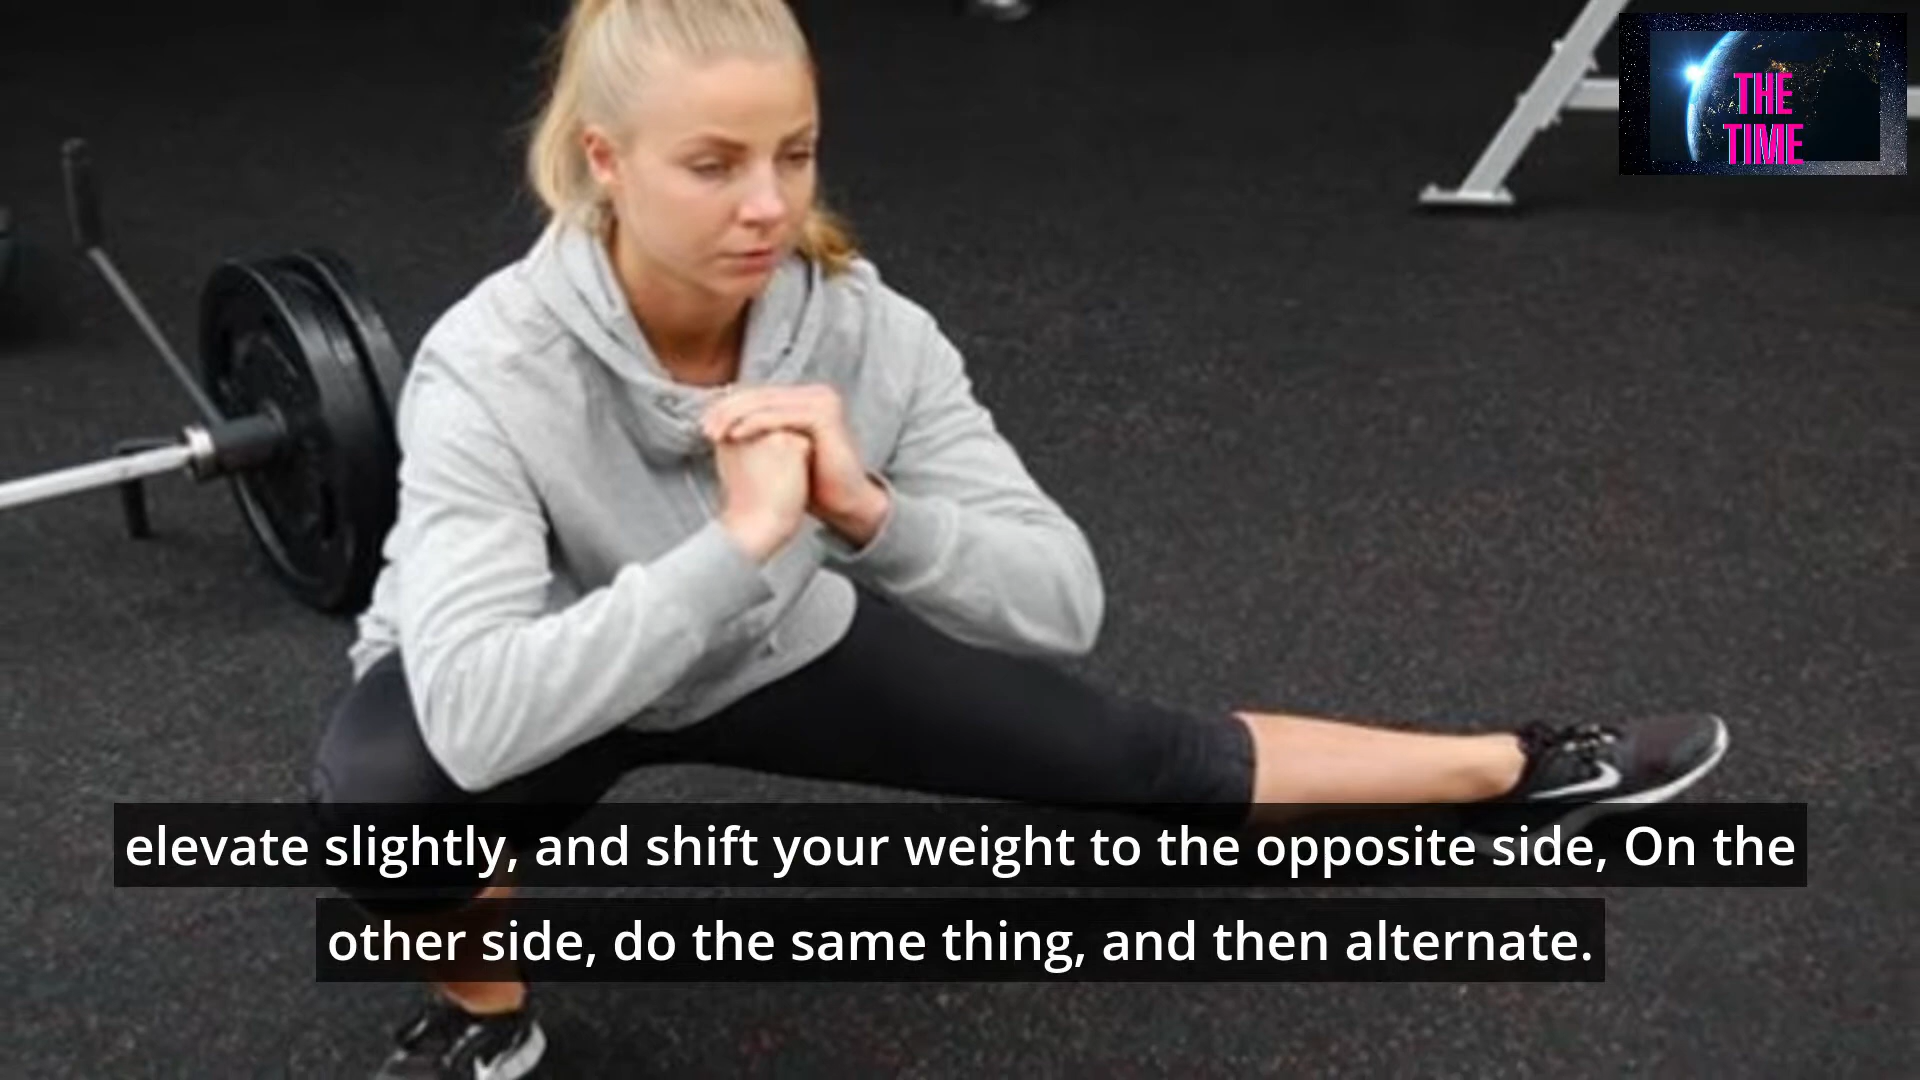 THE
TIME
elevate slightly, and shift your weight to the opposite side, On the
other side, do the same thing, and then alternate.